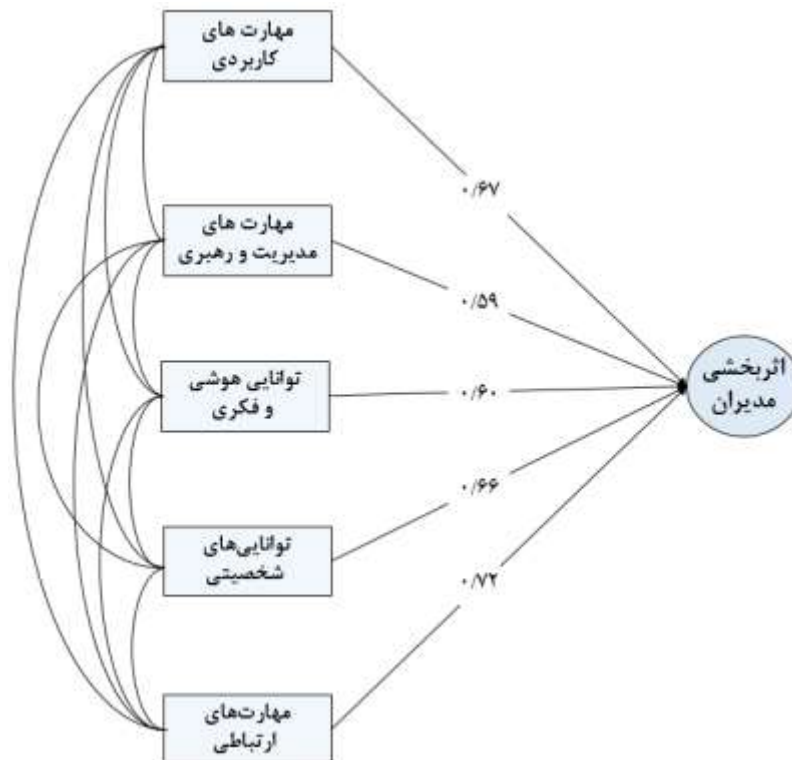 مهارت های
کاربردی
۰/۶۷
مهارت های
مدیریت و رهبری
۰/۵۹
توانایی هوشی
و فکری
۰/۶۰
اثربخشی
مدیران
۰/۶۶
توانایی‌های
شخصیتی
۰/۷۲
مهارت‌های
ارتباطی